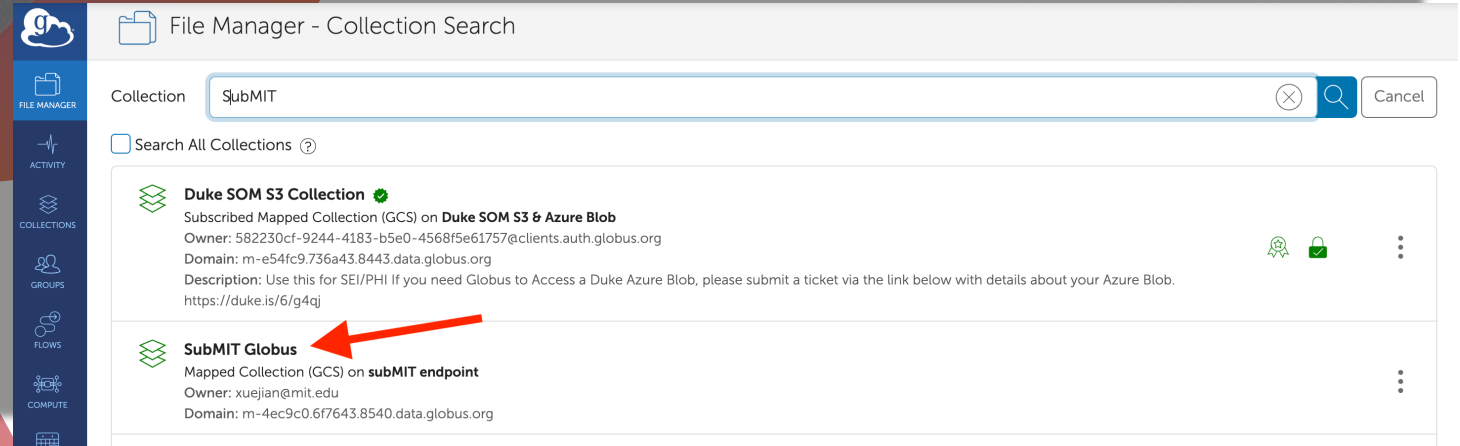 g
File Manager - Collection Search
FILE MANAGER
Collection
SubMIT
Cancel
Search All Collections ?
ACTIVITY
Duke SOM S3 Collection
Subscribed Mapped Collection (GCS) on Duke SOM S3 & Azure Blob
Owner: 582230cf-9244-4183-b5e0-4568f5e61757@clients.auth.globus.org
Domain: m-e54fc9.736a43.8443.data.globus.org
Description: Use this for SEI/PHI If you need Globus to Access a Duke Azure Blob, please submit a ticket via the link below with details about your Azure Blob.
https://duke.is/6/g4qj
COLLECTIONS
GROUPS
FLOWS
SubMIT Globus
Mapped Collection (GCS) on subMIT endpoint
Owner: xuejian@mit.edu
Domain: m-4ec9c0.6f7643.8540.data.globus.org
COMPUTE